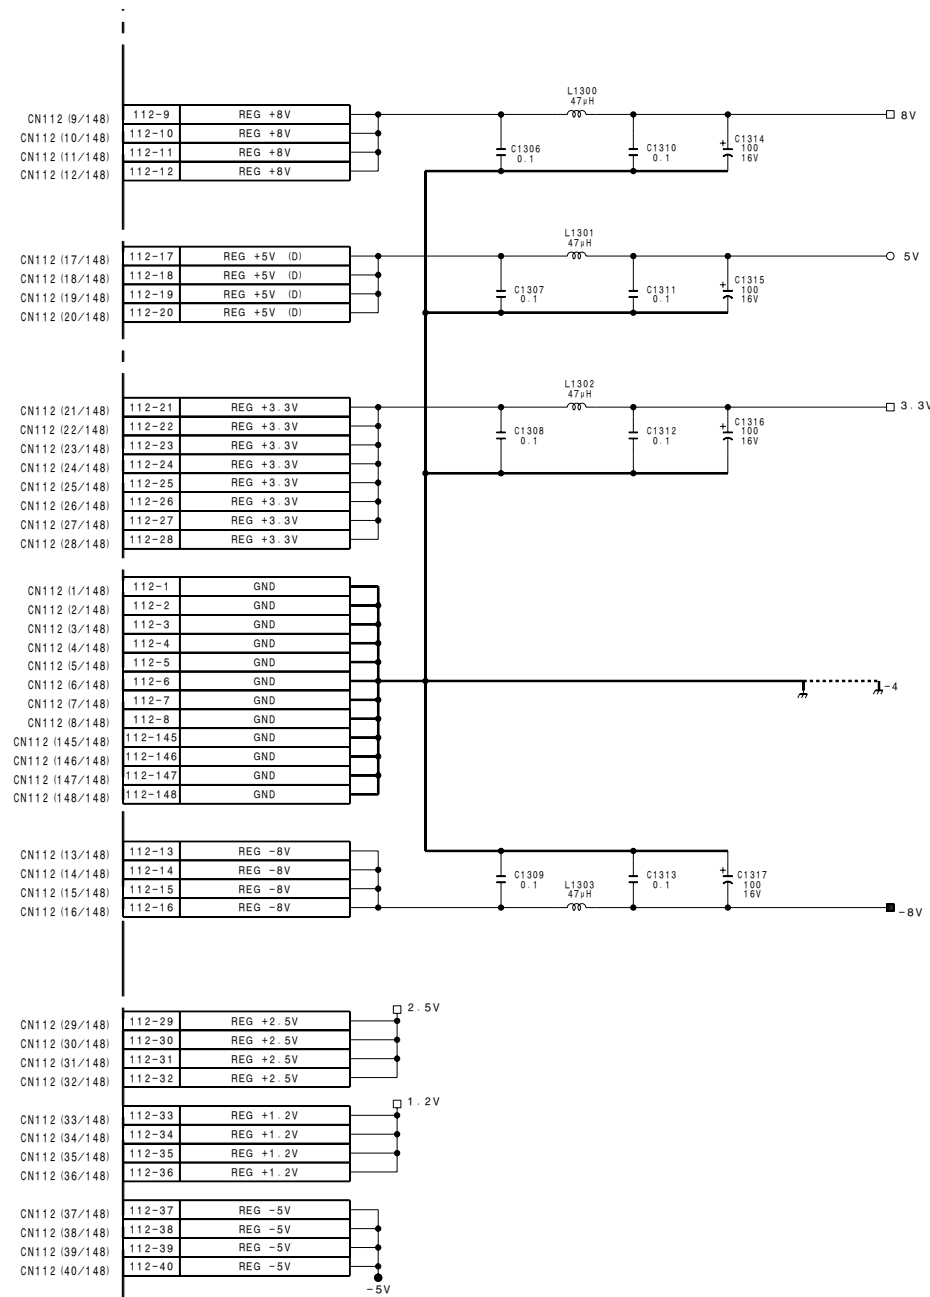 L1300
47μH
CN112 (9/148) 112-9 REG +8V 8V
CN112 (10/148) 112-10 REG +8V
CN112 (11/148) 112-11 REG +8V
CN112 (12/148) 112-12 REG +8V
C1306
0.1
C1310
0.1
+ C1314
100
16V
L1301
47μH
CN112 (17/148) 112-17 REG +5V (D) 5V
CN112 (18/148) 112-18 REG +5V (D)
CN112 (19/148) 112-19 REG +5V (D)
CN112 (20/148) 112-20 REG +5V (D)
C1307
0.1
C1311
0.1
+ C1315
100
16V
L1302
47μH
CN112 (21/148) 112-21 REG +3.3V 3.3V
CN112 (22/148) 112-22 REG +3.3V
CN112 (23/148) 112-23 REG +3.3V
CN112 (24/148) 112-24 REG +3.3V
CN112 (25/148) 112-25 REG +3.3V
CN112 (26/148) 112-26 REG +3.3V
CN112 (27/148) 112-27 REG +3.3V
CN112 (28/148) 112-28 REG +3.3V
C1308
0.1
C1312
0.1
+ C1316
100
16V
CN112 (1/148) 112-1 GND
CN112 (2/148) 112-2 GND
CN112 (3/148) 112-3 GND
CN112 (4/148) 112-4 GND
CN112 (5/148) 112-5 GND
CN112 (6/148) 112-6 GND -4
CN112 (7/148) 112-7 GND
CN112 (8/148) 112-8 GND
CN112 (145/148) 112-145 GND
CN112 (146/148) 112-146 GND
CN112 (147/148) 112-147 GND
CN112 (148/148) 112-148 GND
CN112 (13/148) 112-13 REG -8V
CN112 (14/148) 112-14 REG -8V
CN112 (15/148) 112-15 REG -8V
CN112 (16/148) 112-16 REG -8V -8V
C1309
0.1
L1303
47μH
C1313
0.1
+ C1317
100
16V
2.5V
CN112 (29/148) 112-29 REG +2.5V
CN112 (30/148) 112-30 REG +2.5V
CN112 (31/148) 112-31 REG +2.5V
CN112 (32/148) 112-32 REG +2.5V
1.2V
CN112 (33/148) 112-33 REG +1.2V
CN112 (34/148) 112-34 REG +1.2V
CN112 (35/148) 112-35 REG +1.2V
CN112 (36/148) 112-36 REG +1.2V
CN112 (37/148) 112-37 REG -5V
CN112 (38/148) 112-38 REG -5V
CN112 (39/148) 112-39 REG -5V
CN112 (40/148) 112-40 REG -5V
-5V